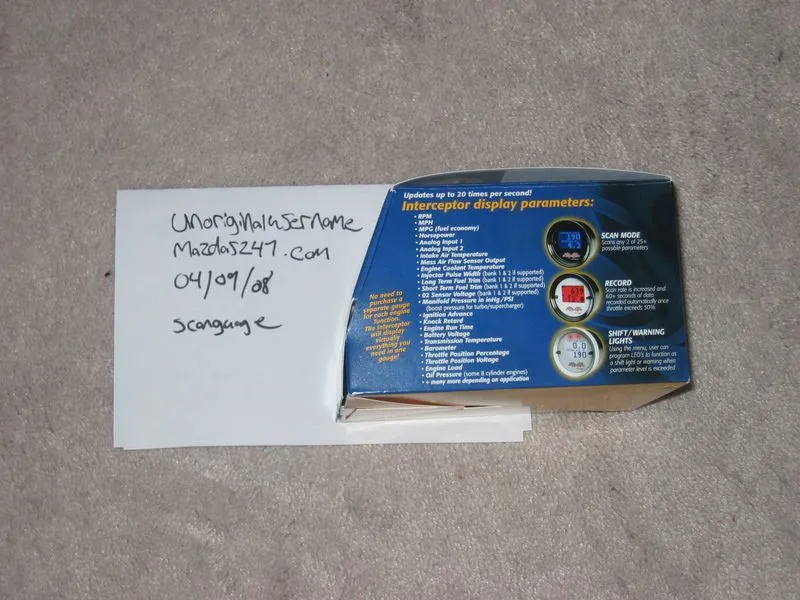 unoriginalusername
Mazdas247.com
04/09/08
scanguage
Updates up to 20 times per second!
Interceptor display parameters:
• RPM
• MPH
• MPG (fuel economy)
• Horsepower
• Analog Input 1
• Analog Input 2
• Intake Air Temperature
• Mass Air Flow Sensor Output
• Engine Coolant Temperature
• Injector Pulse Width (bank 1 & 2 if supported)
• Long Term Fuel Trim (bank 1 & 2 if supported)
• Short Term Fuel Trim (bank 1 & 2 if supported)
• O2 Sensor Voltage (bank 1 & 2 if supported)
• Manifold Pressure in inHg/PSI
(boost pressure for turbo/supercharger)
• Ignition Advance
• Knock Retard
• Engine Run Time
• Battery Voltage
• Transmission Temperature
• Barometer
• Throttle Position Percentage
• Throttle Position Voltage
• Engine Load
• Oil Pressure (some 8 cylinder engines)
• + many more depending on application
No need to
purchase a
separate gauge
for each engine
function.
The Interceptor
will display
virtually
everything you
need in one
gauge!
SCAN MODE
Scans any 2 of 25+
possible parameters
RECORD
Scan rate is increased and
60+ seconds of data
recorded automatically once
throttle exceeds 50%
SHIFT/WARNING
LIGHTS
Using the menu, user can
program LED's to function as
a shift light or warning when
parameter level is exceeded
0.0
190